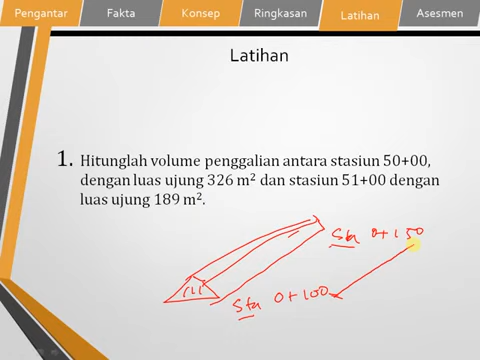 Pengantar Fakta Konsep Ringkasan Latihan Asesmen
Latihan
1. Hitunglah volume penggalian antara stasiun 50+00,
dengan luas ujung 326 m² dan stasiun 51+00 dengan
luas ujung 189 m².
Sta 0+150
Sta 0+100